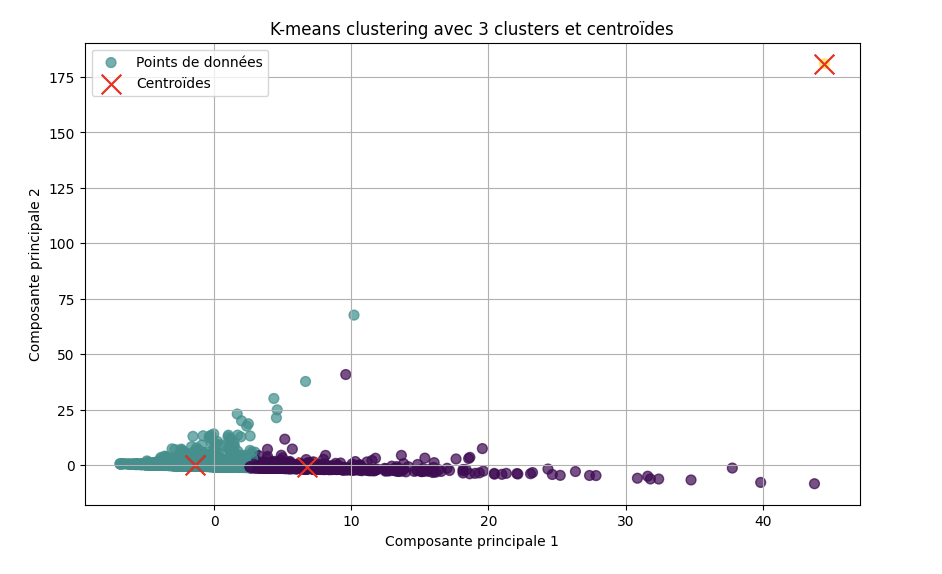 K-means clustering avec 3 clusters et centroïdes
Points de données
Centroïdes
175
150
125
100
75
50
25
0
Composante principale 2
0
10
20
30
40
Composante principale 1